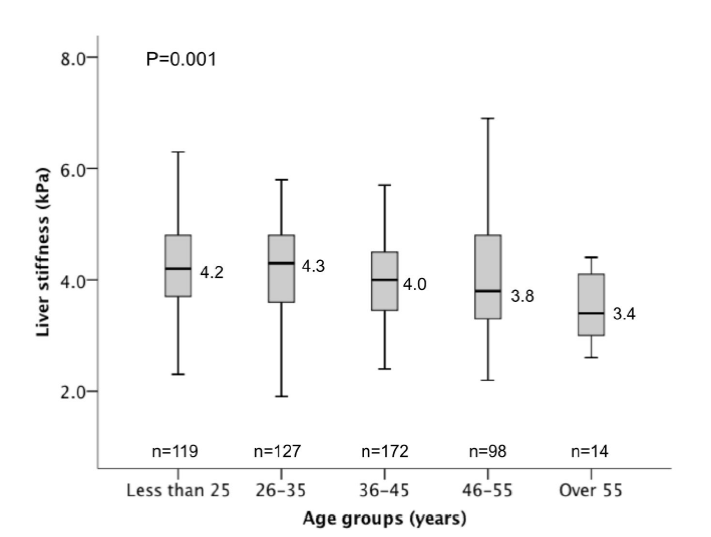 P=0.001
8.0
6.0
4.0
2.0
Liver stiffness (kPa)
4.2
4.3
4.0
3.8
3.4
n=119 n=127 n=172 n=98 n=14
Less than 25 26-35 36-45 46-55 Over 55
Age groups (years)